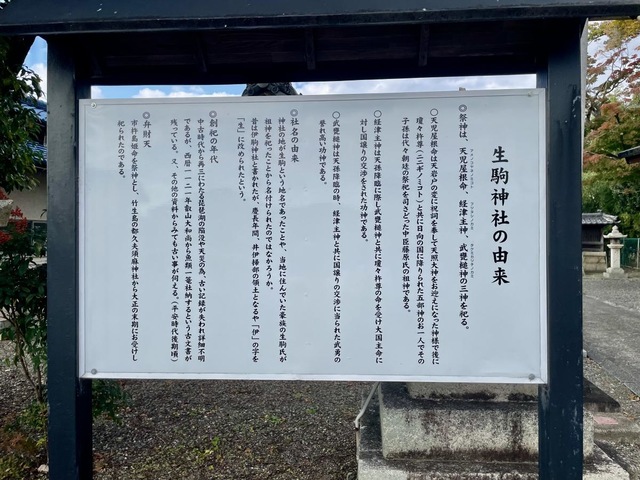 生駒神社の由来
◎祭神は、天児屋根命、経津主神、武甕槌神の三神を祀る。
○天児屋根命は天岩戸の変に祝詞を奉して天照大神をお迎えになった神様で後に
瓊々杵尊(ニニギノミコト)と共に日向の国に降りられた五部神のお一人でその
子孫は代々朝廷の祭祀を司さどった中臣藤原氏の祖神である。
○経津主神は天孫降臨に際し武甕槌神と共に瓊々杵尊の命を受け大国主命に
対し国譲りの交渉をされた功神である。
○武甕槌神は天孫降臨の時、経津主神と共に国譲りの交渉に当られた武勇の
誉れ高い功神である。
◎社名の由来
神社の地が生駒という地名であったことや、当地に住んでいた豪族の生駒氏が
祖神を祀ったことから名付けられたのではなかろうか。
昔は伊駒神社と書かれたが、慶長年間、井伊掃部の領土となるや「伊」の字を
「生」に改められたという。
◎創祀の年代
中古時代から再三にわたる琵琶湖の陥没や天災の為、古い記録が失われ詳細不明
であるが、西暦一一二一年叡山大和尚から魚類一篭社納するという古文書が
残っている。又、その他の資料からみても古い事が伺える。(平安時代後期頃)
◎弁財天
市杵島姫命を祭神とし、竹生島の都久夫須麻神社から大正の末期にお受けし
祀られたのである。